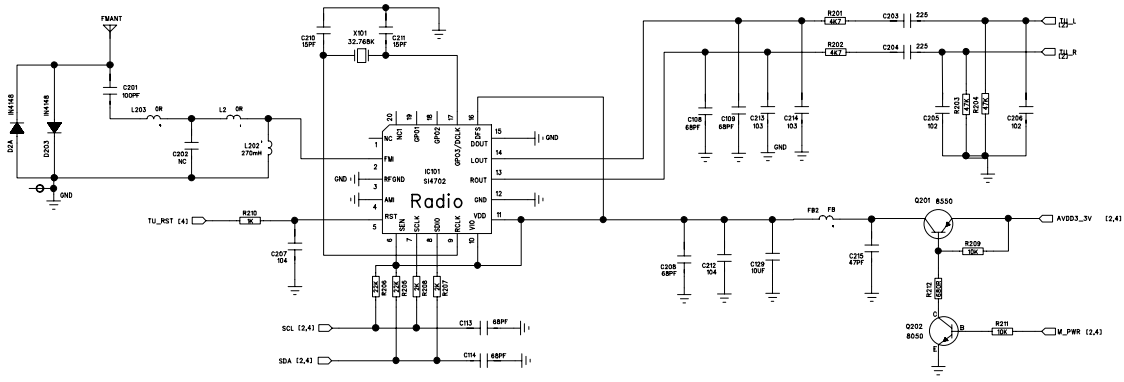 FMANT
IN4148
D2A
IN4148
D203
C201
100PF
L203 0R
L2 0R
C202
NC
L202
270mH
GND
C210
15PF
X101
32.768K
C211
15PF
20 19 18 17 16
NC1
GPO1
GPO2
GPO3/DCLK
DFS
NC
1
FMI
2
RFGND
3
AMI
4
RST
5
GND
IC101
SI4702
Radio
DOUT
15
GND
LOUT
14
ROUT
13
GND
12
VDD
11
SEN
SCLK
SDIO
RCLK
VIO
6 7 8 9 10
TU_RST [4]
R210
1K
C207
104
22K
R206
22K
R205
2K
R208
2K
R207
SCL [2,4]
C113
68PF
SDA [2,4]
C114
68PF
R201
4K7
C203
225
TU_L
[2]
R202
4K7
C204
225
TU_R
[2]
C108
68PF
C109
68PF
C213
103
C214
103
GND
C205
102
R203
47K
R204
47K
C206
102
C208
68PF
C212
104
C129
10UF
FB2
FB
C215
47PF
Q201 8550
R209
10K
AVDD3_3V [2,4]
R212
680R
Q202
8050
C
B
E
R211
10K
M_PWR [2,4]